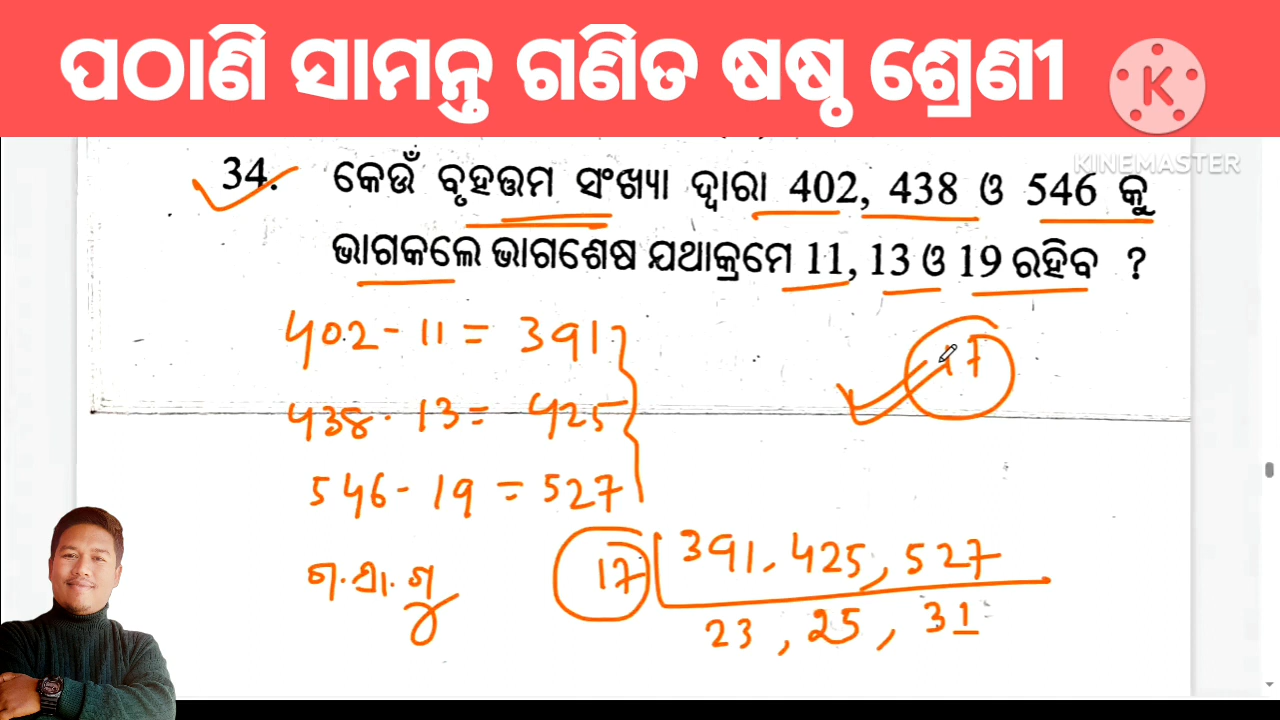 ପଠାଣି ସାମନ୍ତ ଗଣିତ ଷଷ୍ଠ ଶ୍ରେଣୀ
K
KINEMASTER
34. କେଉଁ ବୃହତ୍ତମ ସଂଖ୍ୟା ଦ୍ୱାରା 402, 438 ଓ 546 କୁ
ଭାଗକଲେ ଭାଗଶେଷ ଯଥାକ୍ରମେ 11, 13 ଓ 19 ରହିବ ?
402 - 11 = 391
17
438 - 13 = 425
546 - 19 = 527
ଗ.ସା.ଗୁ
17 391, 425, 527
23, 25, 31